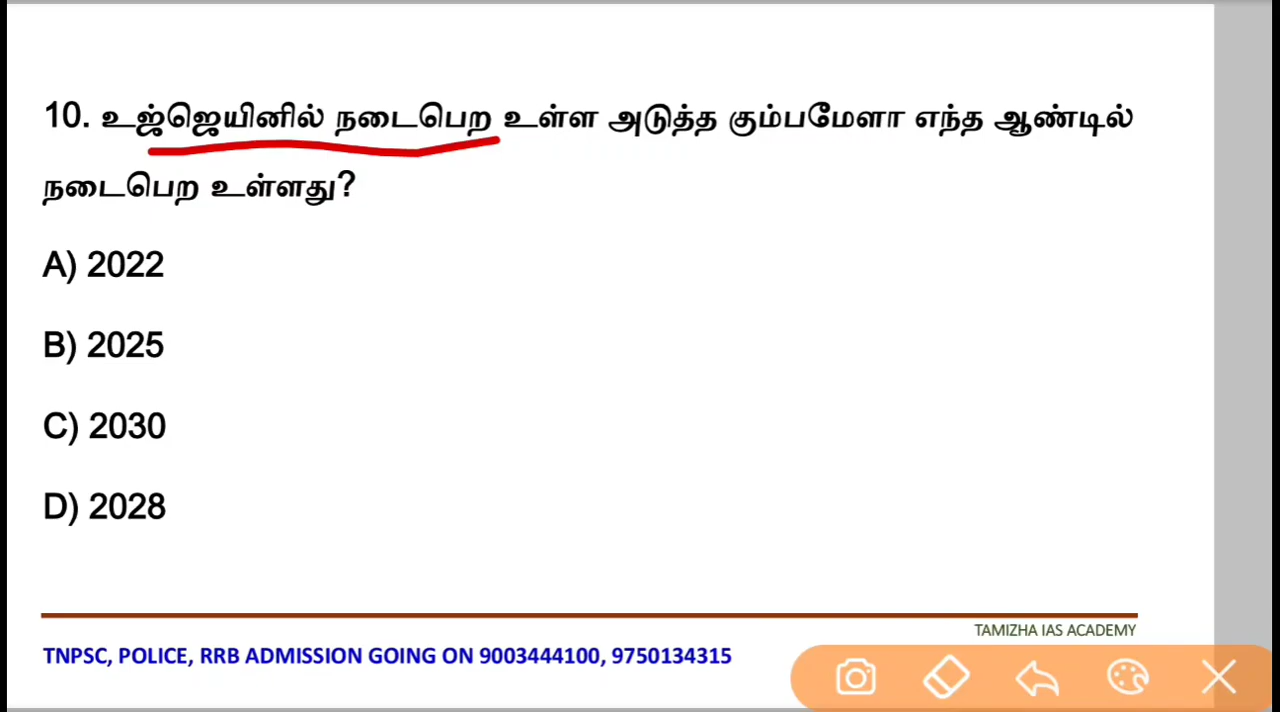 10. உஜ்ஜெயினில் நடைபெற உள்ள அடுத்த கும்பமேளா எந்த ஆண்டில்
நடைபெற உள்ளது?
A) 2022
B) 2025
C) 2030
D) 2028
TAMIZHA IAS ACADEMY
TNPSC, POLICE, RRB ADMISSION GOING ON 9003444100, 9750134315